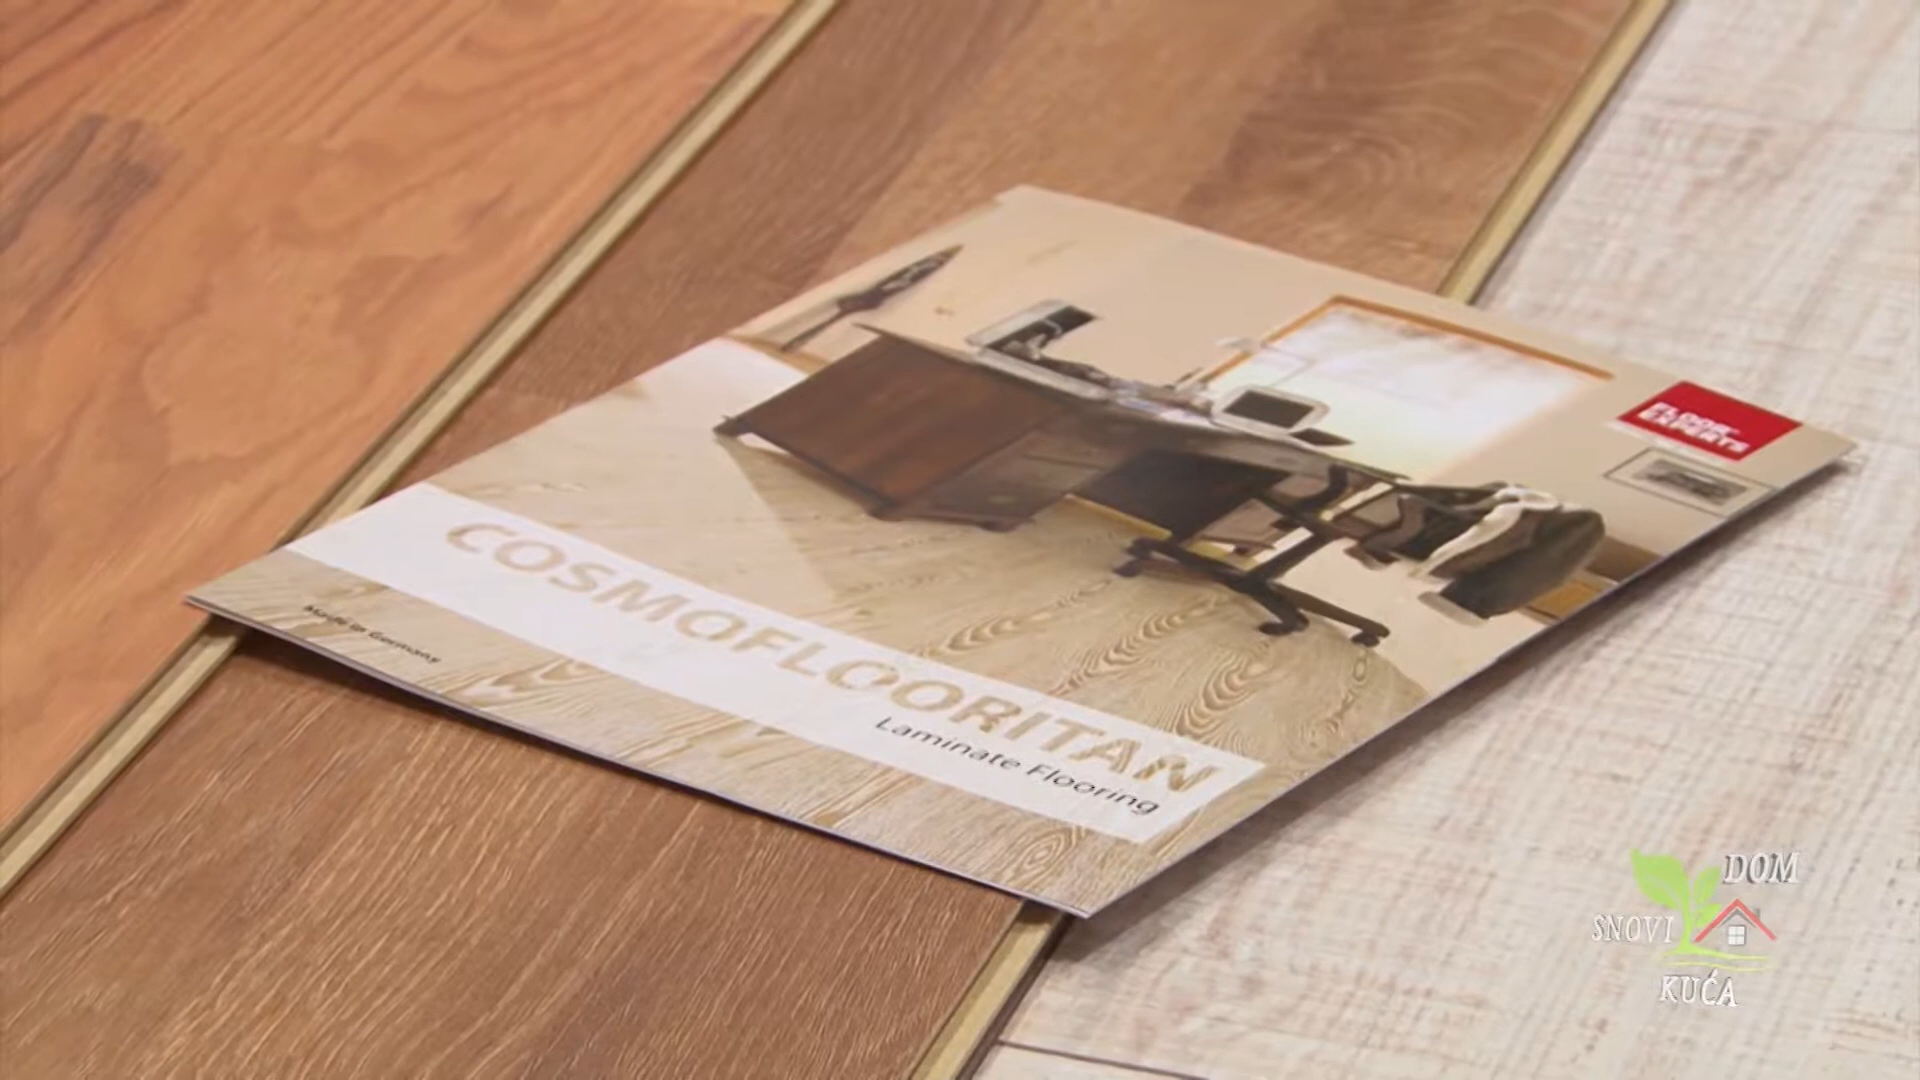 FLOOR-
EXPERTS
COSMOFLOORITAN
Laminate Flooring
Made in Germany
DOM
SNOVI
KUĆA